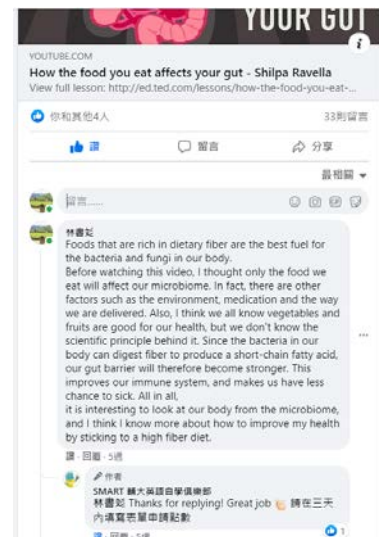 YOUR GUT
YOUTUBE.COM
How the food you eat affects your gut - Shilpa Ravella
View full lesson: http://ed.ted.com/lessons/how-the-food-you-eat-...
你和其他4人
33則留言
讚
留言
分享
最相關
留言......
林書彣
Foods that are rich in dietary fiber are the best fuel for
the bacteria and fungi in our body.
Before watching this video, I thought only the food we
eat will affect our microbiome. In fact, there are other
factors such as the environment, medication and the way
we are delivered. Also, I think we all know vegetables and
fruits are good for our health, but we don't know the
scientific principle behind it. Since the bacteria in our
body can digest fiber to produce a short-chain fatty acid,
our gut barrier will therefore become stronger. This
improves our immune system, and makes us have less
chance to sick. All in all,
it is interesting to look at our body from the microbiome,
and I think I know more about how to improve my health
by sticking to a high fiber diet.
讚 · 回覆 · 5週
作者
SMART 輔大英語自學俱樂部
林書彣 Thanks for replying! Great job 請在三天
內填寫表單申請點數
讚 · 回覆 · 5週
1